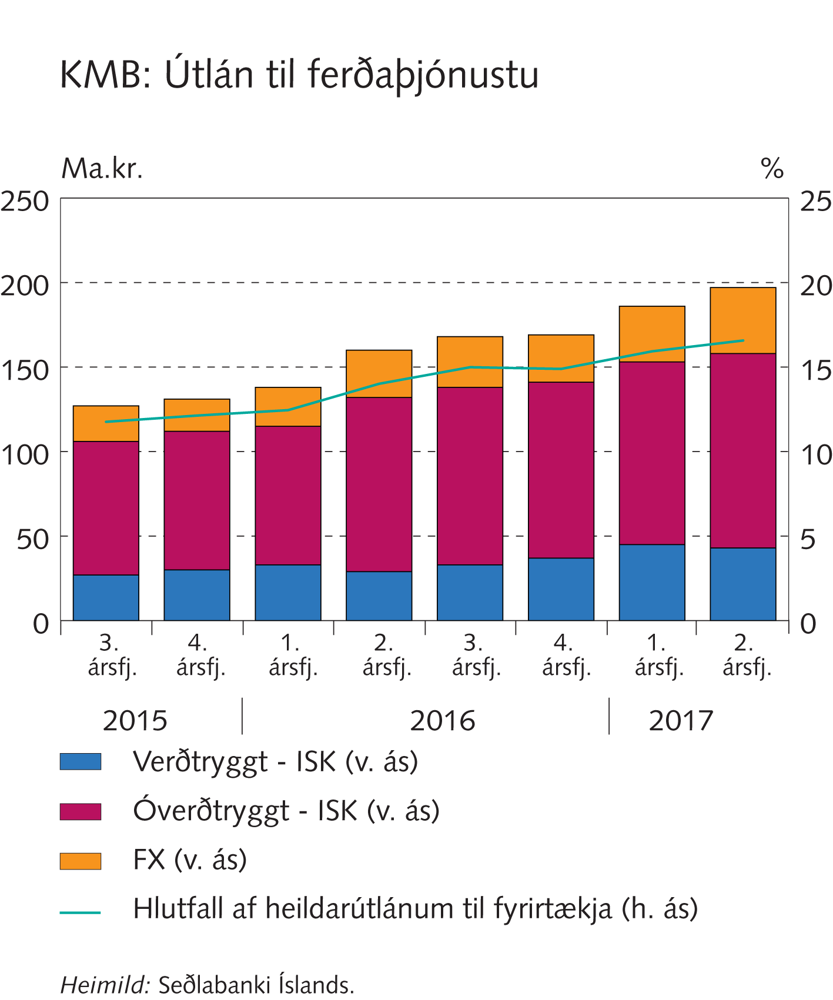 KMB: Útlán til ferðaþjónustu
Ma.kr. %
250 25
200 20
150 15
100 10
50 5
0 0
3. 4. 1. 2. 3. 4. 1. 2.
ársfj. ársfj. ársfj. ársfj. ársfj. ársfj. ársfj. ársfj.
2015 2016 2017
Verðtryggt - ISK (v. ás)
Óverðtryggt - ISK (v. ás)
FX (v. ás)
Hlutfall af heildarútlánum til fyrirtækja (h. ás)
Heimild: Seðlabanki Íslands.